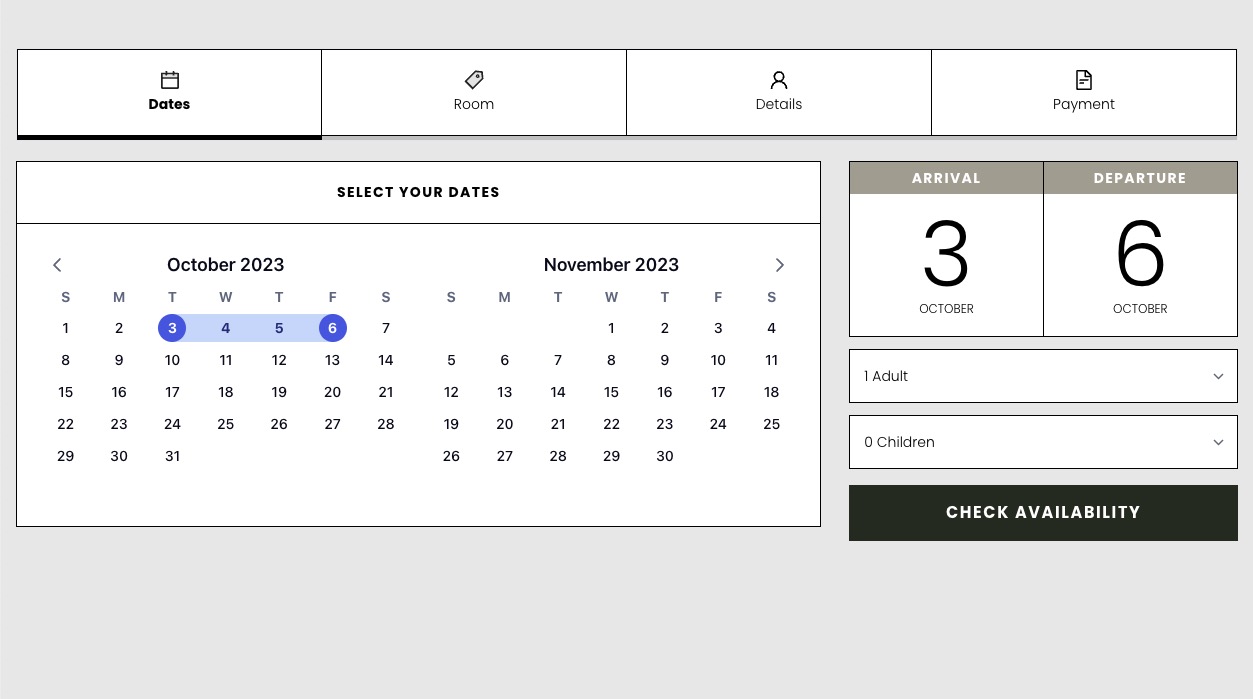 Dates
Room
Details
Payment
SELECT YOUR DATES
October 2023
S M T W T F S
1 2 3 4 5 6 7
8 9 10 11 12 13 14
15 16 17 18 19 20 21
22 23 24 25 26 27 28
29 30 31
November 2023
S M T W T F S
1 2 3 4
5 6 7 8 9 10 11
12 13 14 15 16 17 18
19 20 21 22 23 24 25
26 27 28 29 30
ARRIVAL
3
OCTOBER
DEPARTURE
6
OCTOBER
1 Adult
0 Children
CHECK AVAILABILITY